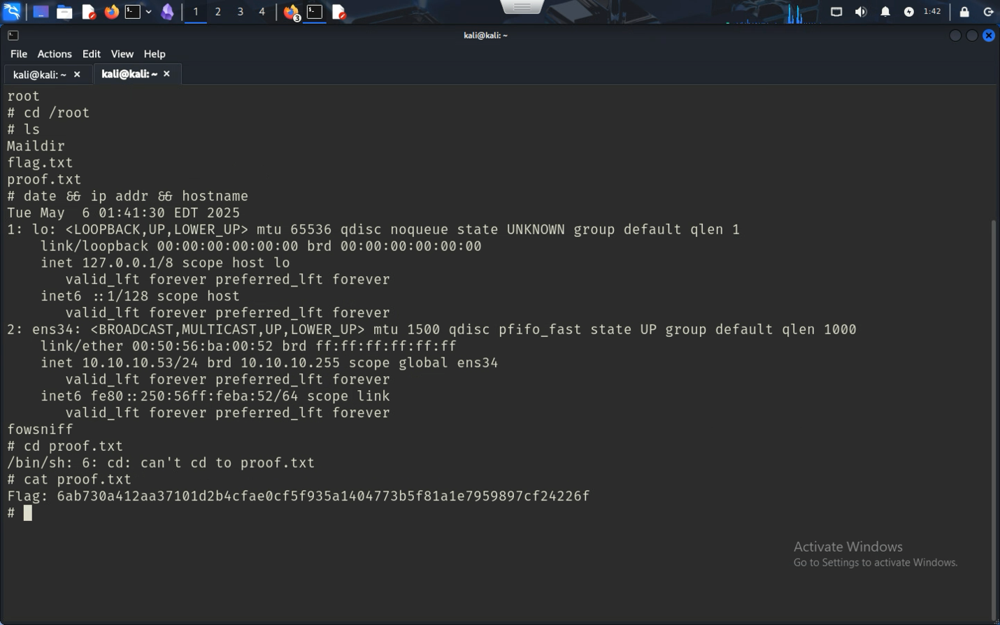 1 2 3 4
3
1:42
kali@kali: ~
File Actions Edit View Help
kali@kali: ~ × kali@kali: ~ ×
root
# cd /root
# ls
Maildir
flag.txt
proof.txt
# date && ip addr && hostname
Tue May  6 01:41:30 EDT 2025
1: lo: <LOOPBACK,UP,LOWER_UP> mtu 65536 qdisc noqueue state UNKNOWN group default qlen 1
    link/loopback 00:00:00:00:00:00 brd 00:00:00:00:00:00
    inet 127.0.0.1/8 scope host lo
       valid_lft forever preferred_lft forever
    inet6 ::1/128 scope host
       valid_lft forever preferred_lft forever
2: ens34: <BROADCAST,MULTICAST,UP,LOWER_UP> mtu 1500 qdisc pfifo_fast state UP group default qlen 1000
    link/ether 00:50:56:ba:00:52 brd ff:ff:ff:ff:ff:ff
    inet 10.10.10.53/24 brd 10.10.10.255 scope global ens34
       valid_lft forever preferred_lft forever
    inet6 fe80::250:56ff:feba:52/64 scope link
       valid_lft forever preferred_lft forever
fowsniff
# cd proof.txt
/bin/sh: 6: cd: can't cd to proof.txt
# cat proof.txt
Flag: 6ab730a412aa37101d2b4cfae0cf5f935a1404773b5f81a1e7959897cf24226f
#
Activate Windows
Go to Settings to activate Windows.